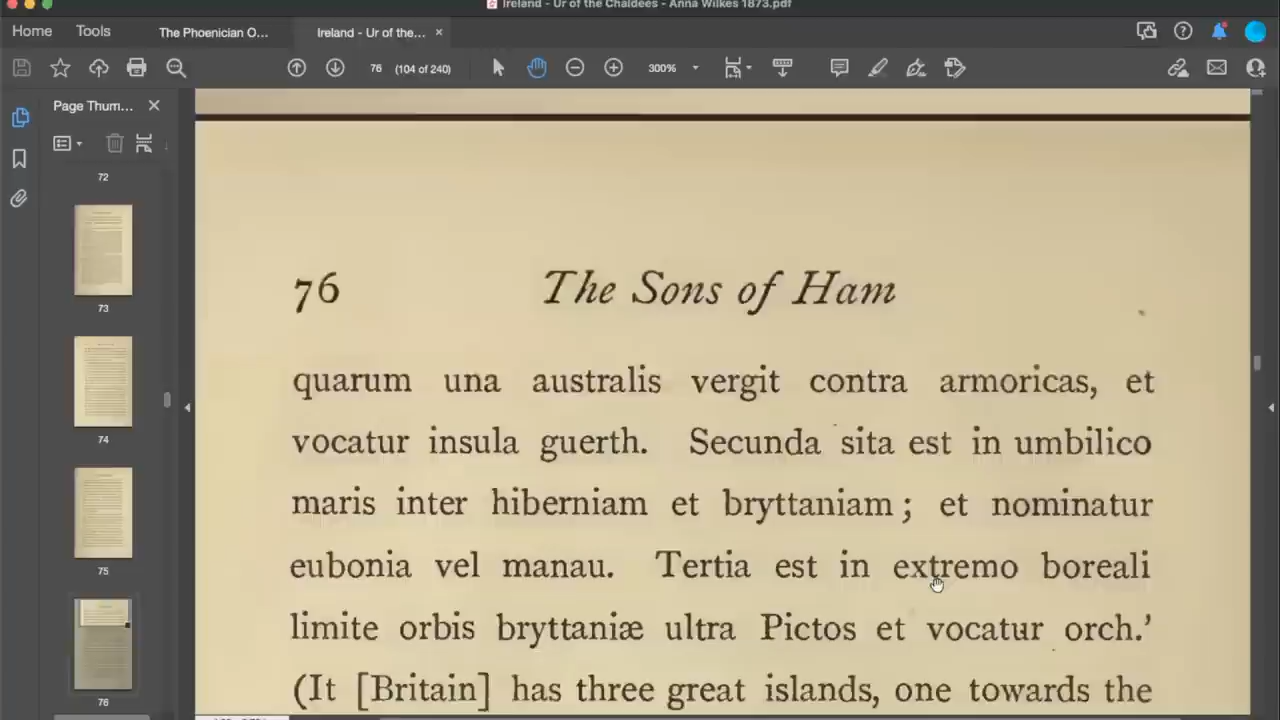 Ireland - Ur of the Chaldees - Anna Wilkes 1873.pdf
Home Tools The Phoenician O... Ireland - Ur of the...
76 (104 of 240) 300%
Page Thum...
72
73
74
75
76
76 The Sons of Ham
quarum una australis vergit contra armoricas, et
vocatur insula guerth. Secunda sita est in umbilico
maris inter hiberniam et bryttaniam; et nominatur
eubonia vel manau. Tertia est in extremo boreali
limite orbis bryttaniæ ultra Pictos et vocatur orch.'
(It [Britain] has three great islands, one towards the